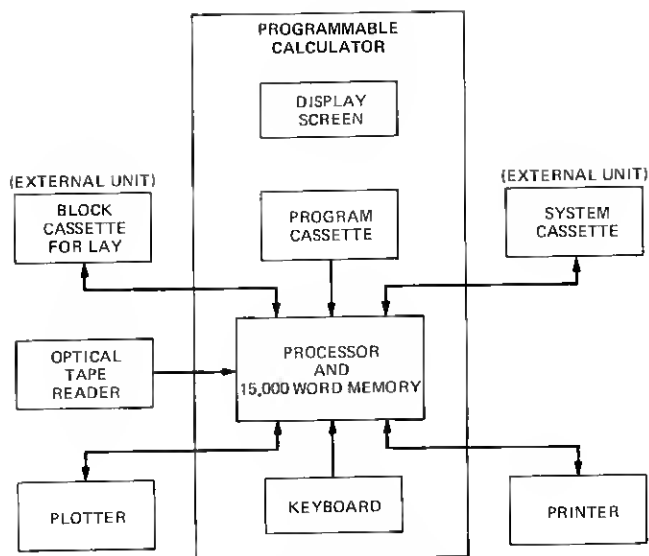 PROGRAMMABLE
CALCULATOR
DISPLAY
SCREEN
(EXTERNAL UNIT)
BLOCK
CASSETTE
FOR LAY
PROGRAM
CASSETTE
(EXTERNAL UNIT)
SYSTEM
CASSETTE
OPTICAL
TAPE
READER
PROCESSOR
AND
15,000 WORD MEMORY
PLOTTER
KEYBOARD
PRINTER